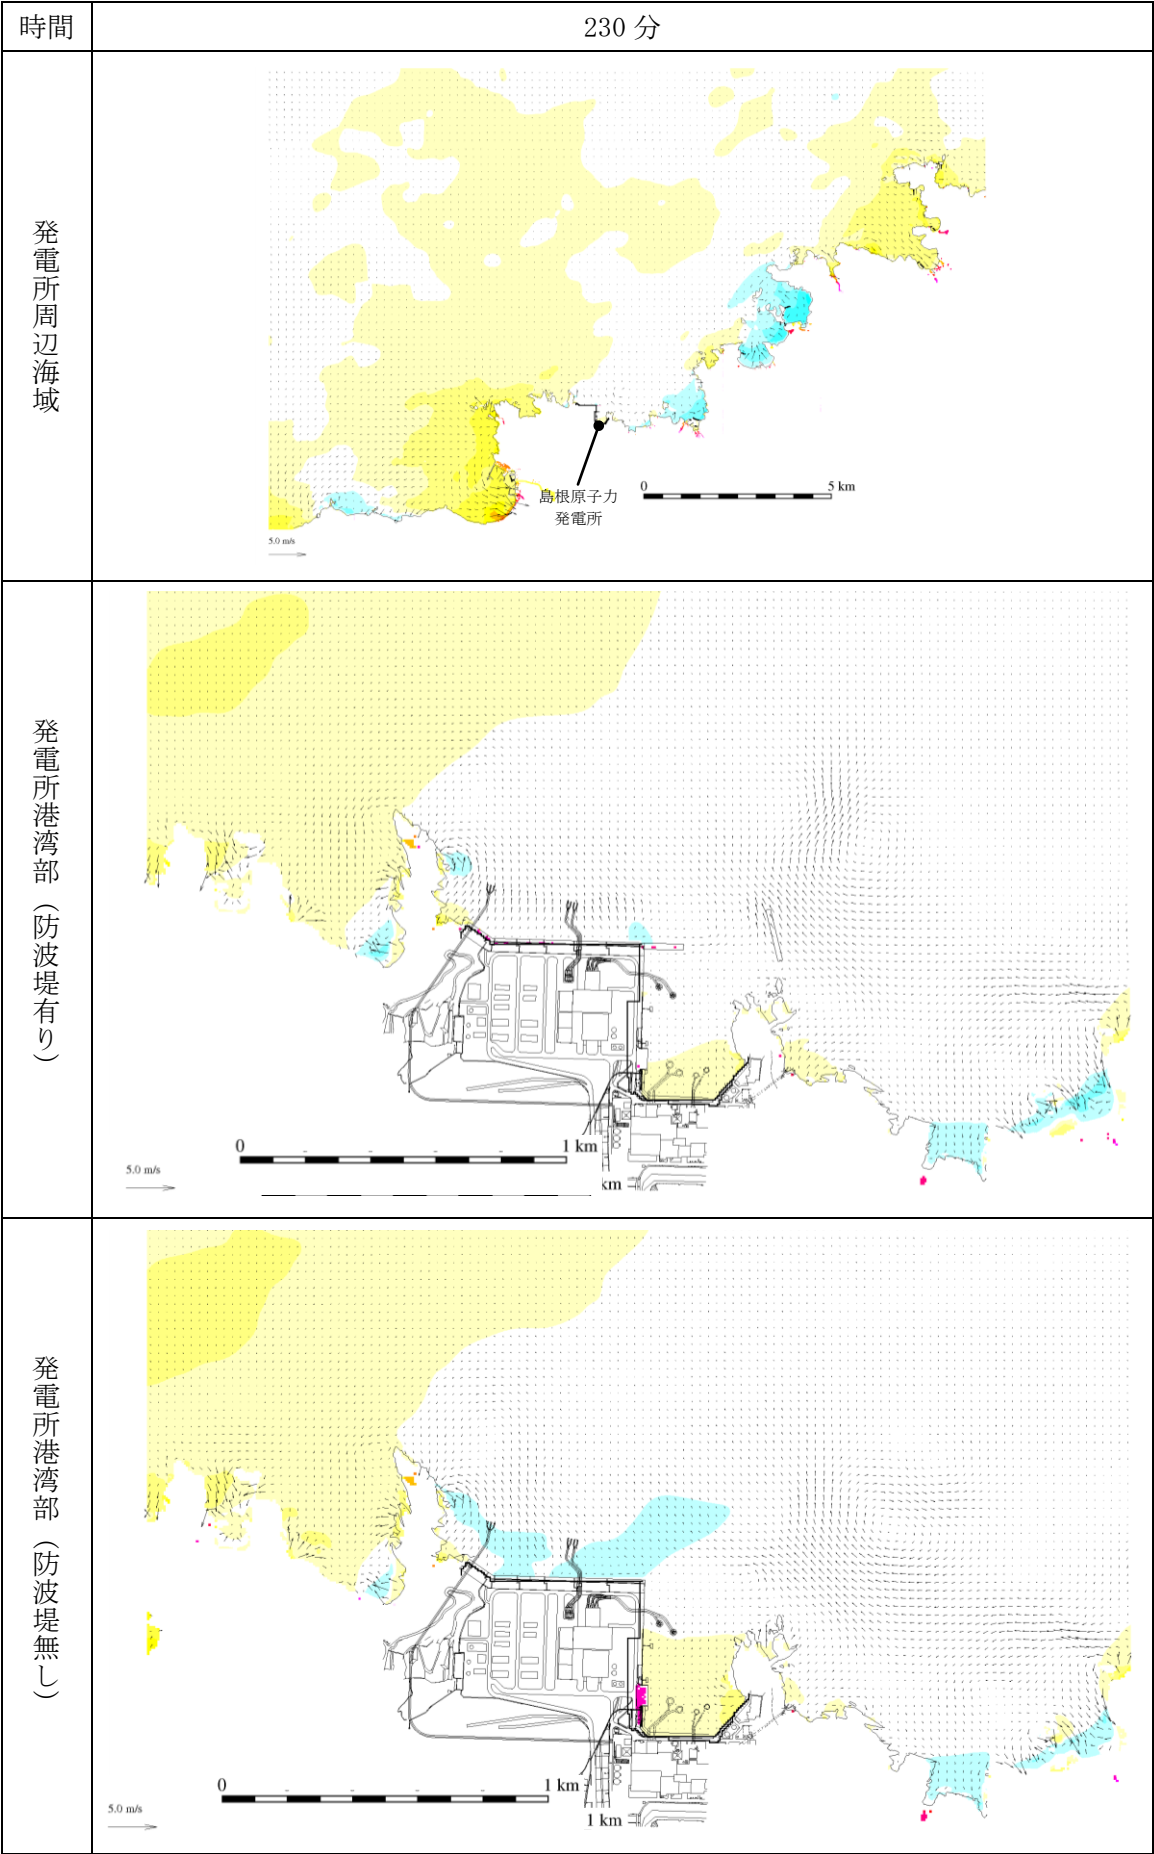 時間
230 分
発電所周辺海域
島根原子力
発電所
0
5 km
5.0 m/s
発電所港湾部（防波堤有り）
0
1 km
5.0 m/s
km
発電所港湾部（防波堤無し）
0
1 km
5.0 m/s
1 km